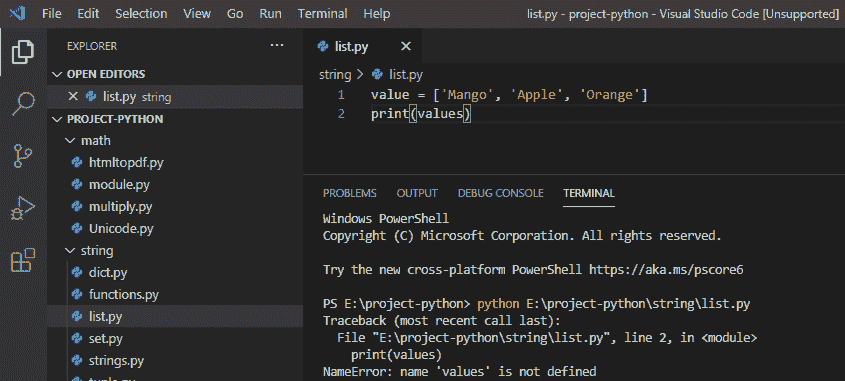 File Edit Selection View Go Run Terminal Help list.py - project-python - Visual Studio Code [Unsupported]
EXPLORER
OPEN EDITORS
list.py string
PROJECT-PYTHON
math
htmltopdf.py
module.py
multiply.py
Unicode.py
string
dict.py
functions.py
list.py
set.py
strings.py
tuple.py
list.py
string > list.py
1 value = ['Mango', 'Apple', 'Orange']
2 print(values)
PROBLEMS OUTPUT DEBUG CONSOLE TERMINAL
Windows PowerShell
Copyright (C) Microsoft Corporation. All rights reserved.
Try the new cross-platform PowerShell https://aka.ms/pscore6
PS E:\project-python> python E:\project-python\string\list.py
Traceback (most recent call last):
File "E:\project-python\string\list.py", line 2, in <module>
print(values)
NameError: name 'values' is not defined